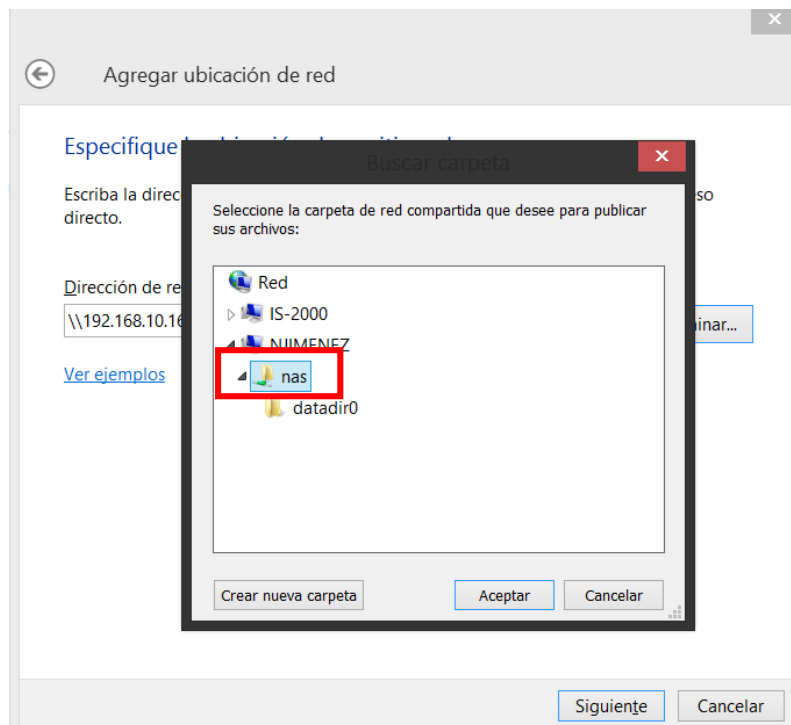 Agregar ubicación de red
Especifique
Buscar carpeta
Escriba la direc
so
directo.
Seleccione la carpeta de red compartida que desee para publicar
sus archivos:
Dirección de re
\\192.168.10.16
inar...
Ver ejemplos
Red
IS-2000
NJIMENEZ
nas
datadir0
Crear nueva carpeta
Aceptar
Cancelar
Siguiente
Cancelar